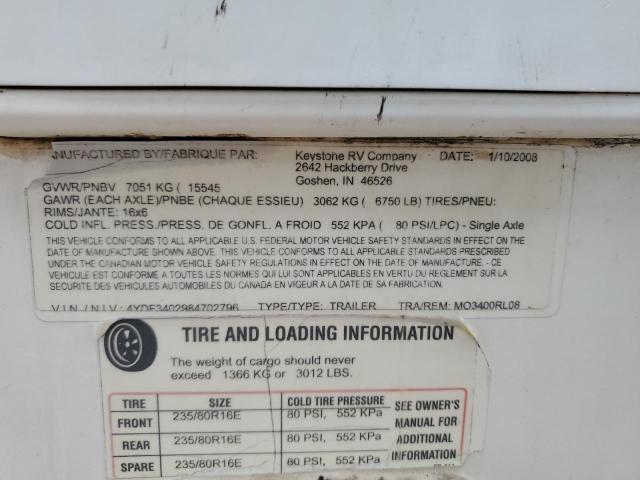 MANUFACTURED BY/FABRIQUE PAR: Keystone RV Company DATE: 1/10/2008
2642 Hackberry Drive
Goshen, IN 46526
GVWR/PNBV 7051 KG ( 15545
GAWR (EACH AXLE)/PNBE (CHAQUE ESSIEU) 3062 KG ( 6750 LB) TIRES/PNEU:
RIMS/JANTE: 16x6
COLD INFL. PRESS./PRESS. DE GONFL. A FROID 552 KPA ( 80 PSI/LPC) - Single Axle
THIS VEHICLE CONFORMS TO ALL APPLICABLE U.S. FEDERAL MOTOR VEHICLE SAFETY STANDARDS IN EFFECT ON THE
DATE OF MANUFACTURE SHOWN ABOVE. THIS VEHICLE CONFORMS TO ALL APPLICABLE STANDARDS PRESCRIBED
UNDER THE CANADIAN MOTOR VEHICLE SAFETY REGULATIONS IN EFFECT ON THE DATE OF MANUFACTURE - CE
VEHICULE EST CONFORME A TOUTES LES NORMES QUI LUI SONT APPLICABLES EN VERTU DU REGLEMENT SUR LA
SECURITE DES VEHICULES AUTOMOBILES DU CANADA EN VIGEUR A LA DATE DE SA FABRICATION.
V.I.N. / N.I.V.: 4YDF3402984702796 TYPE/TYPE: TRAILER TRA/REM: MO3400RL08
TIRE AND LOADING INFORMATION
The weight of cargo should never
exceed 1366 KG or 3012 LBS.
TIRE SIZE COLD TIRE PRESSURE SEE OWNER'S
FRONT 235/80R16E 80 PSI, 552 KPa MANUAL FOR
REAR 235/80R16E 80 PSI, 552 KPa ADDITIONAL
SPARE 235/80R16E 80 PSI, 552 KPa INFORMATION